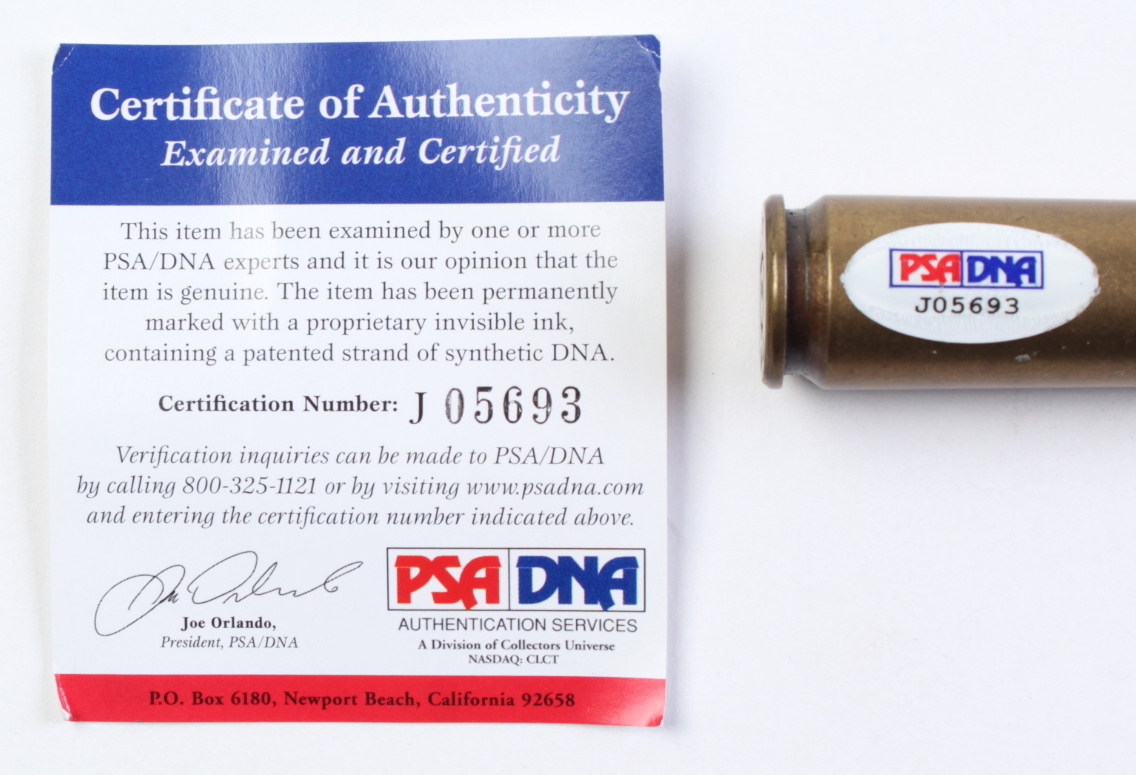 Certificate of Authenticity
Examined and Certified
This item has been examined by one or more
PSA/DNA experts and it is our opinion that the
item is genuine. The item has been permanently
marked with a proprietary invisible ink,
containing a patented strand of synthetic DNA.
Certification Number: J 05693
Verification inquiries can be made to PSA/DNA
by calling 800-325-1121 or by visiting www.psadna.com
and entering the certification number indicated above.
Joe Orlando,
President, PSA/DNA
PSA DNA
AUTHENTICATION SERVICES
A Division of Collectors Universe
NASDAQ: CLCT
P.O. Box 6180, Newport Beach, California 92658
PSA DNA
J05693